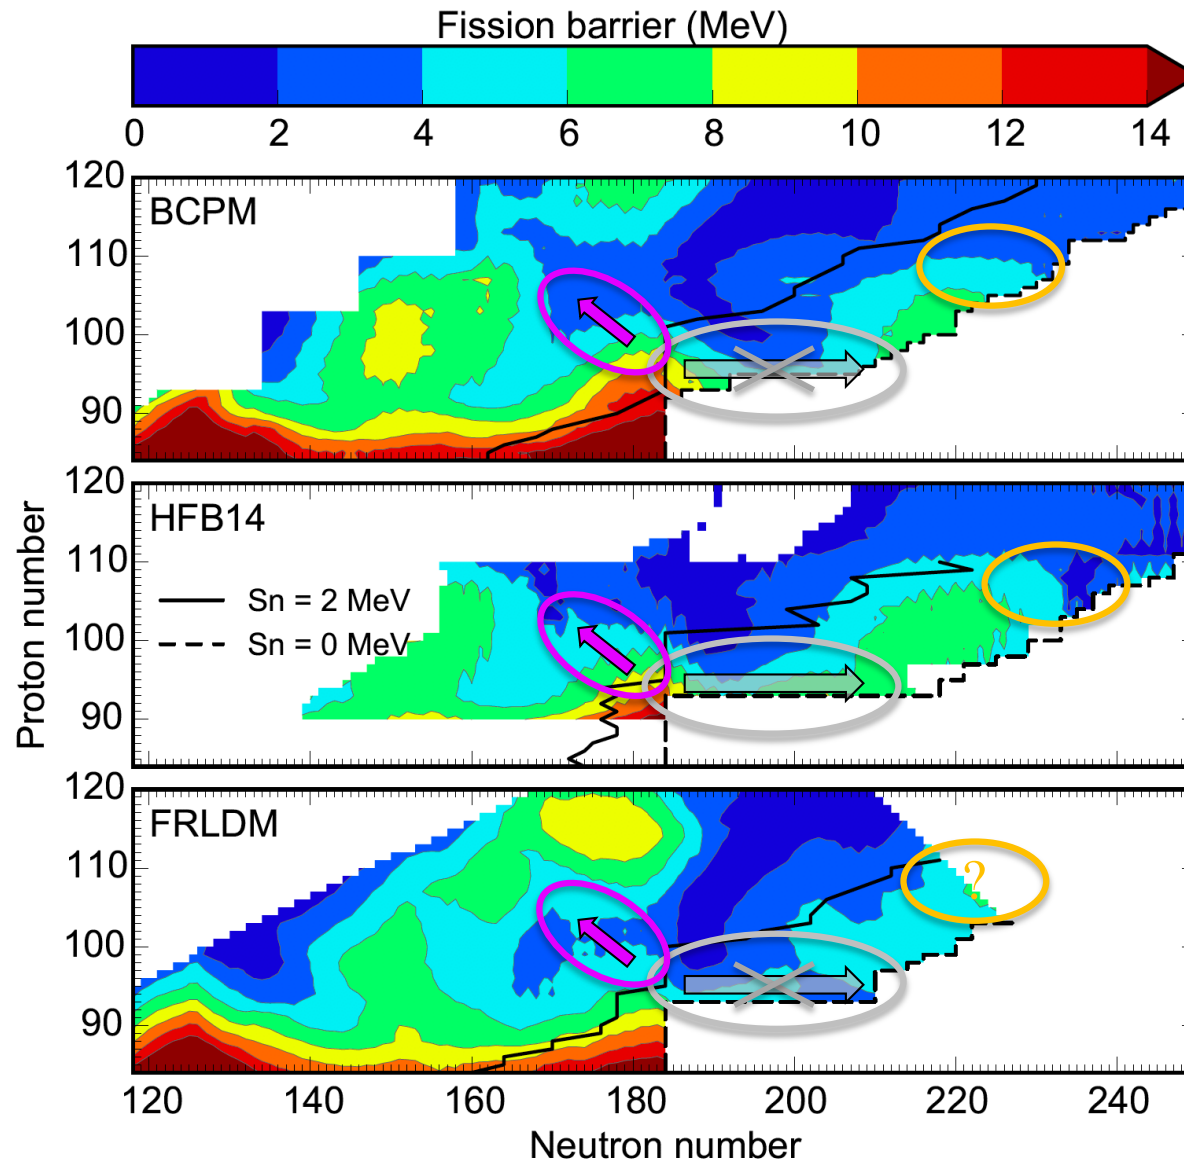 Fission barrier (MeV)
0 2 4 6 8 10 12 14
120
BCPM
110
100
90
120
HFB14
110
Sn = 2 MeV
100
Sn = 0 MeV
90
Proton number
120
FRLDM
110
?
100
90
120 140 160 180 200 220 240
Neutron number